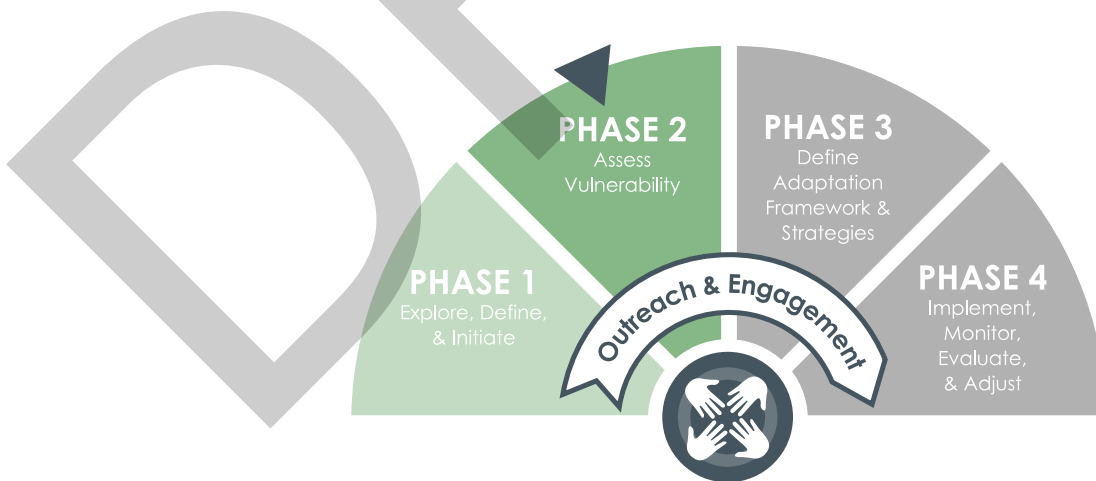 PHASE 1
Explore, Define,
& Initiate
PHASE 2
Assess
Vulnerability
PHASE 3
Define
Adaptation
Framework &
Strategies
PHASE 4
Implement,
Monitor,
Evaluate,
& Adjust
Outreach & Engagement
D